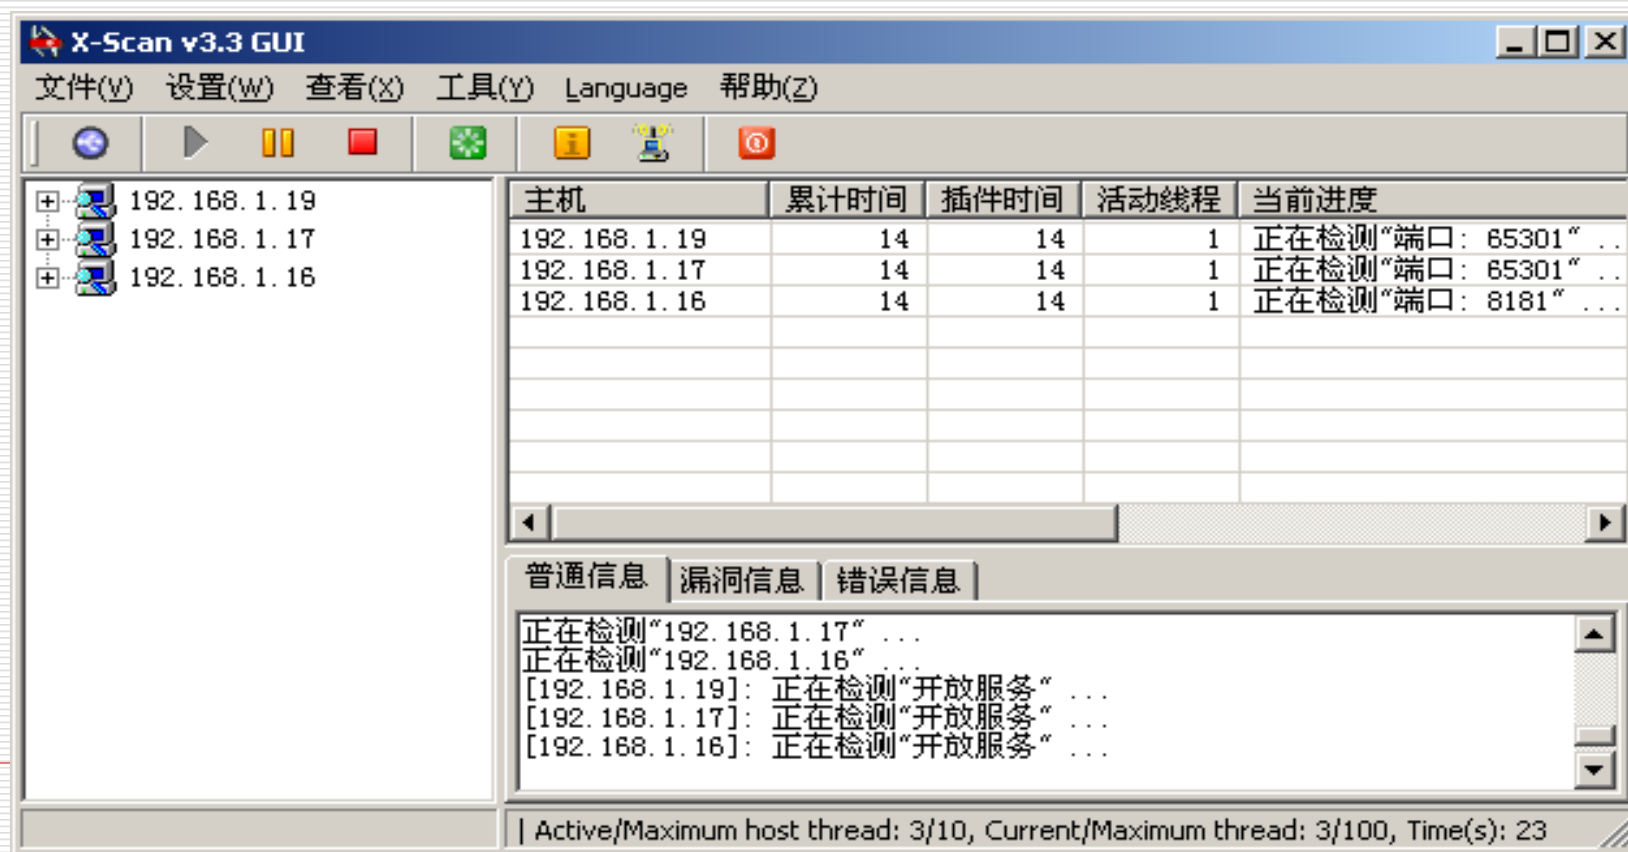 X-Scan v3.3 GUI
文件(V) 设置(W) 查看(X) 工具(Y) Language 帮助(Z)
192.168.1.19
192.168.1.17
192.168.1.16
主机 累计时间 插件时间 活动线程 当前进度
192.168.1.19 14 14 1 正在检测"端口: 65301" ...
192.168.1.17 14 14 1 正在检测"端口: 65301" ...
192.168.1.16 14 14 1 正在检测"端口: 8181" ...
普通信息 漏洞信息 错误信息
正在检测"192.168.1.17" ...
正在检测"192.168.1.16" ...
[192.168.1.19]: 正在检测"开放服务" ...
[192.168.1.17]: 正在检测"开放服务" ...
[192.168.1.16]: 正在检测"开放服务" ...
| Active/Maximum host thread: 3/10, Current/Maximum thread: 3/100, Time(s): 23